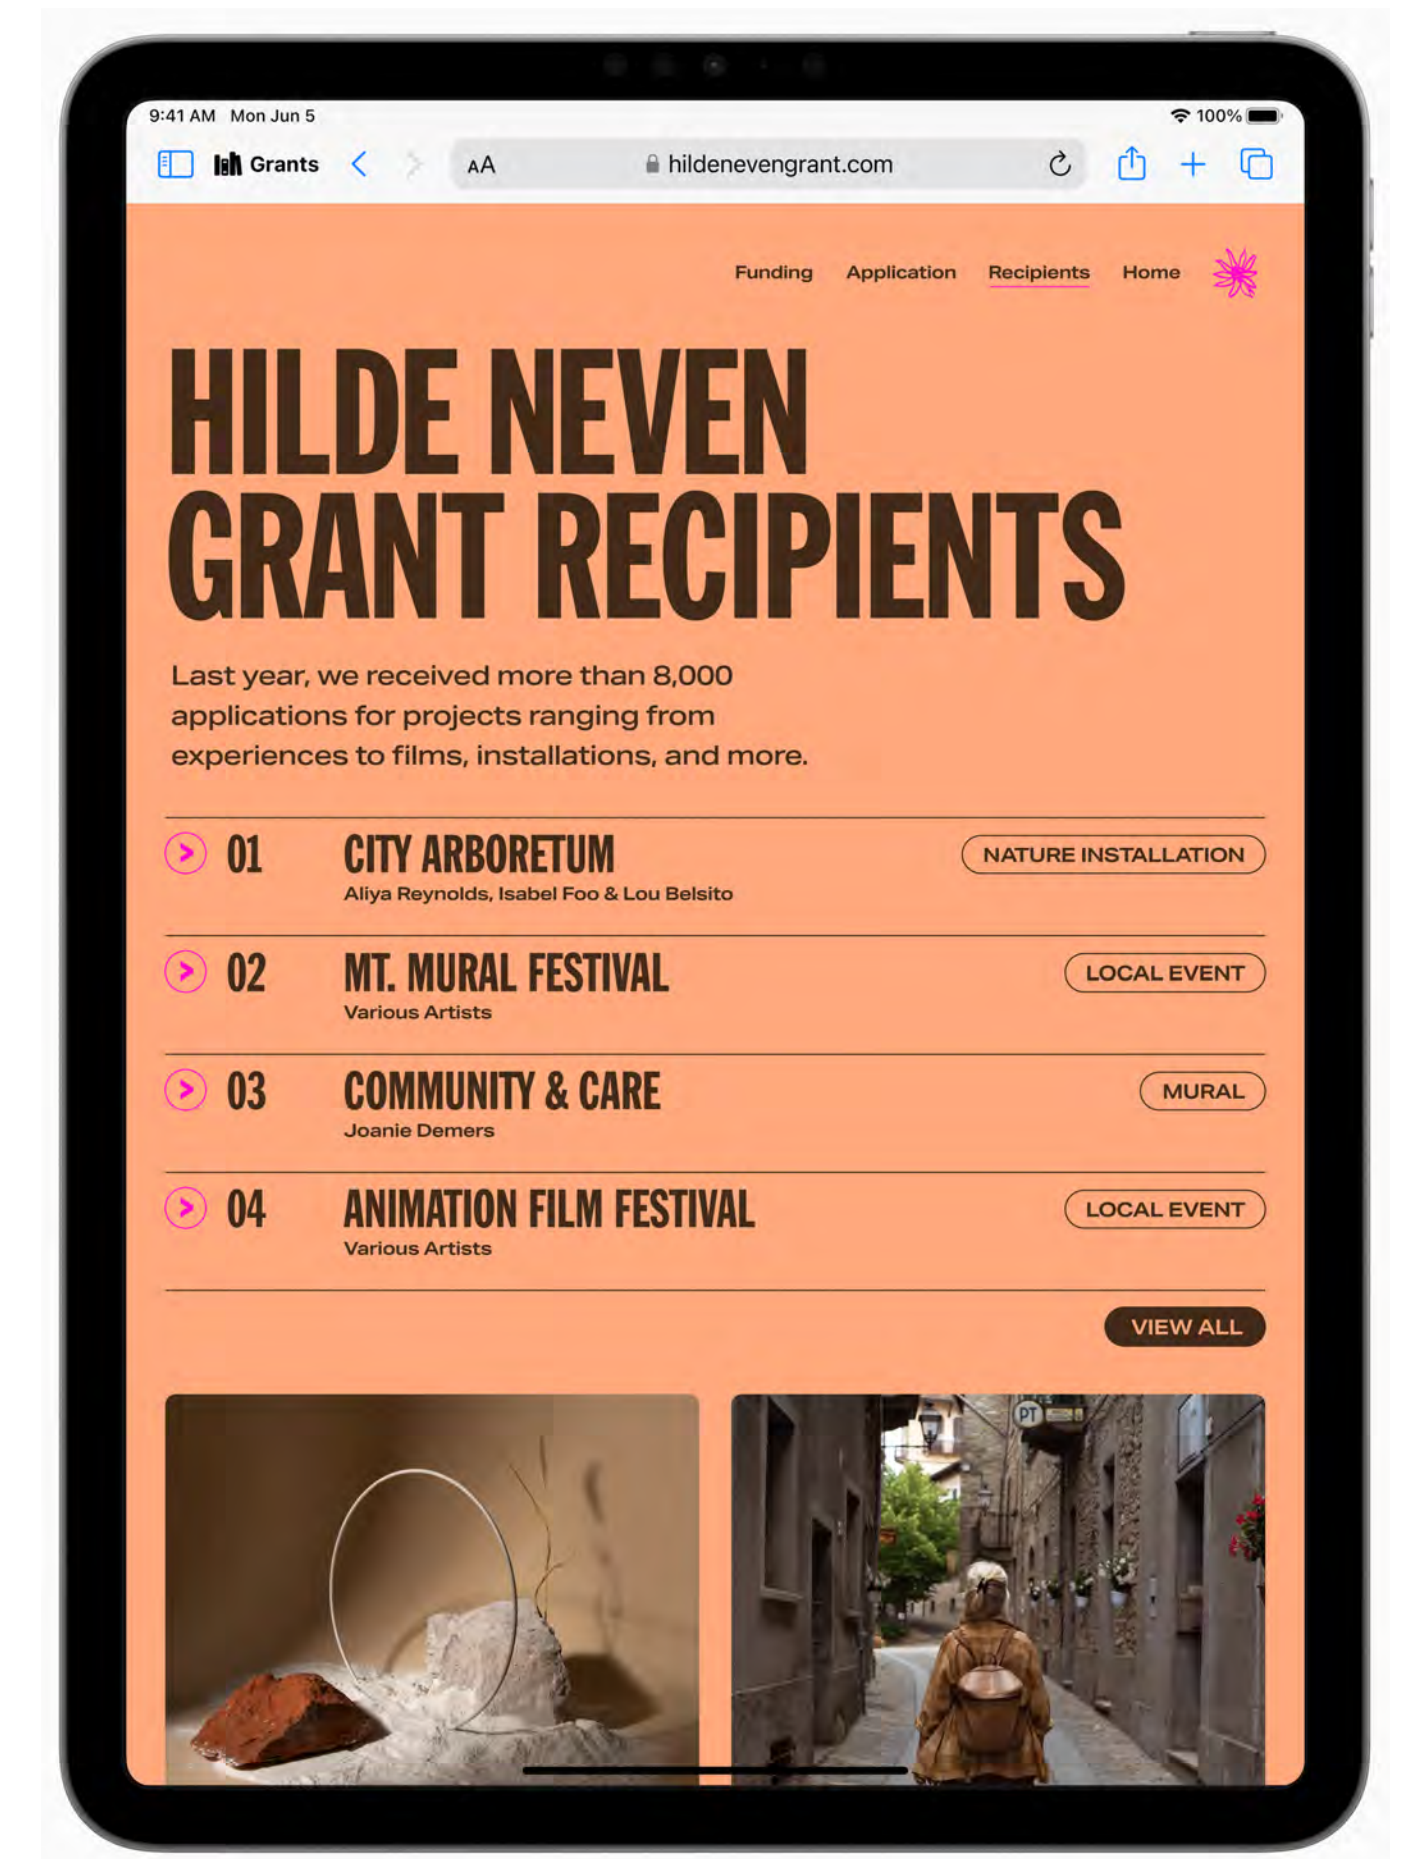 9:41 AM Mon Jun 5
100%
Grants
AA
hildenevengrant.com
Funding Application Recipients Home
HILDE NEVEN
GRANT RECIPIENTS
Last year, we received more than 8,000
applications for projects ranging from
experiences to films, installations, and more.
01 CITY ARBORETUM NATURE INSTALLATION
Aliya Reynolds, Isabel Foo & Lou Belsito
02 MT. MURAL FESTIVAL LOCAL EVENT
Various Artists
03 COMMUNITY & CARE MURAL
Joanie Demers
04 ANIMATION FILM FESTIVAL LOCAL EVENT
Various Artists
VIEW ALL
PT